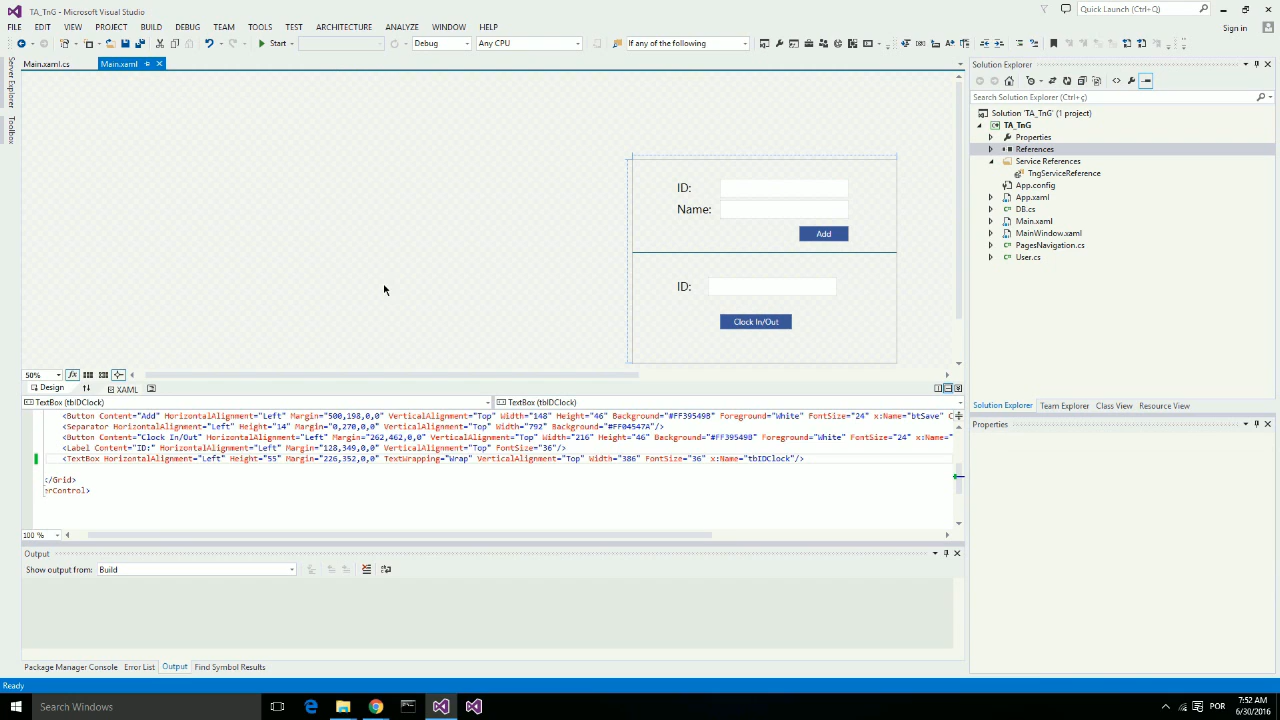 TA_TnG - Microsoft Visual Studio
Quick Launch (Ctrl+Q)
FILE EDIT VIEW PROJECT BUILD DEBUG TEAM TOOLS TEST ARCHITECTURE ANALYZE WINDOW HELP
Sign in
Start Debug Any CPU If any of the following
Main.xaml.cs Main.xaml
Server Explorer
Toolbox
ID:
Name:
Add
ID:
Clock In/Out
50%
Design XAML
TextBox (tbIDClock) TextBox (tbIDClock)
<Button Content="Add" HorizontalAlignment="Left" Margin="500,198,0,0" VerticalAlignment="Top" Width="148" Height="46" Background="#FF39549B" Foreground="White" FontSize="24" x:Name="btSave" C
<Separator HorizontalAlignment="Left" Height="14" Margin="0,270,0,0" VerticalAlignment="Top" Width="792" Background="#FF04547A"/>
<Button Content="Clock In/Out" HorizontalAlignment="Left" Margin="262,462,0,0" VerticalAlignment="Top" Width="216" Height="46" Background="#FF39549B" Foreground="White" FontSize="24" x:Name="
<Label Content="ID:" HorizontalAlignment="Left" Margin="128,349,0,0" VerticalAlignment="Top" FontSize="36"/>
<TextBox HorizontalAlignment="Left" Height="55" Margin="226,352,0,0" TextWrapping="Wrap" VerticalAlignment="Top" Width="386" FontSize="36" x:Name="tbIDClock"/>
</Grid>
erControl>
100 %
Output
Show output from: Build
Package Manager Console Error List Output Find Symbol Results
Solution Explorer
Search Solution Explorer (Ctrl+ç)
Solution 'TA_TnG' (1 project)
TA_TnG
Properties
References
Service References
TngServiceReference
App.config
App.xaml
DB.cs
Main.xaml
MainWindow.xaml
PagesNavigation.cs
User.cs
Solution Explorer Team Explorer Class View Resource View
Properties
Ready
Search Windows
POR
7:52 AM
6/30/2016